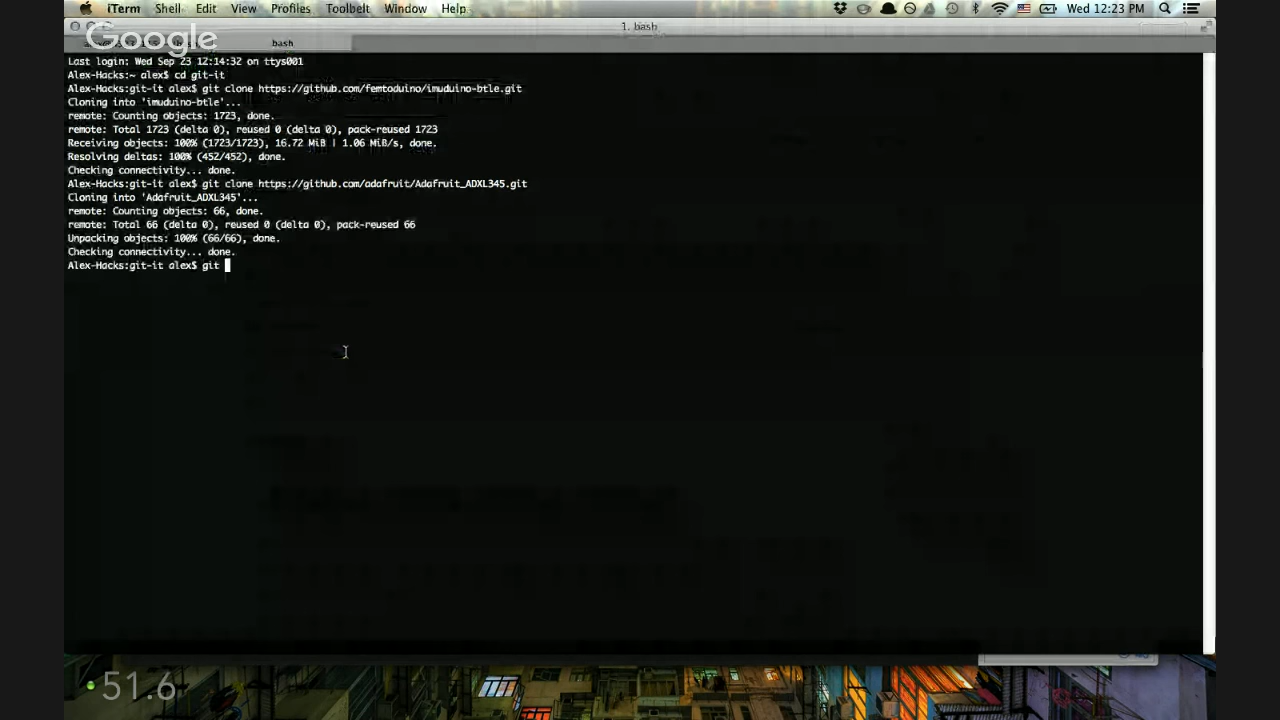 iTerm Shell Edit View Profiles Toolbelt Window Help Wed 12:23 PM
1. bash
Google
bash
Last login: Wed Sep 23 12:14:32 on ttys001
Alex-Hacks:~ alex$ cd git-it
Alex-Hacks:git-it alex$ git clone https://github.com/femtoduino/imuduino-btle.git
Cloning into 'imuduino-btle'...
remote: Counting objects: 1723, done.
remote: Total 1723 (delta 0), reused 0 (delta 0), pack-reused 1723
Receiving objects: 100% (1723/1723), 16.72 MiB | 1.06 MiB/s, done.
Resolving deltas: 100% (452/452), done.
Checking connectivity... done.
Alex-Hacks:git-it alex$ git clone https://github.com/adafruit/Adafruit_ADXL345.git
Cloning into 'Adafruit_ADXL345'...
remote: Counting objects: 66, done.
remote: Total 66 (delta 0), reused 0 (delta 0), pack-reused 66
Unpacking objects: 100% (66/66), done.
Checking connectivity... done.
Alex-Hacks:git-it alex$ git
51.6